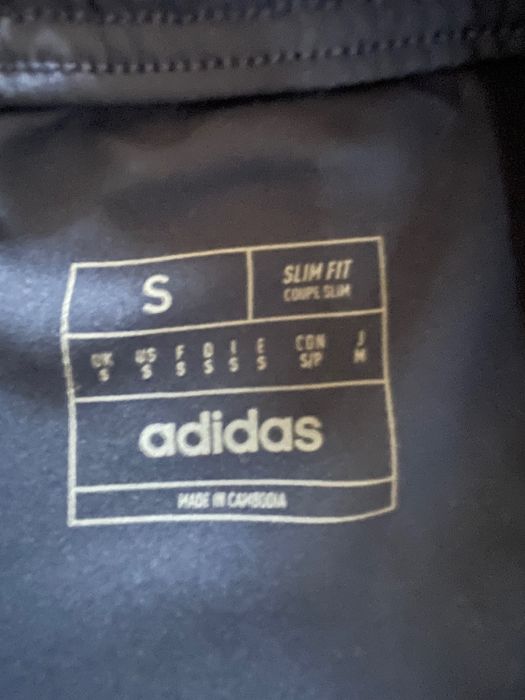 S
SLIM FIT
COUPE SLIM
UK US F D I E CDN J
S S S S S S S/P M
adidas
MADE IN CAMBODIA